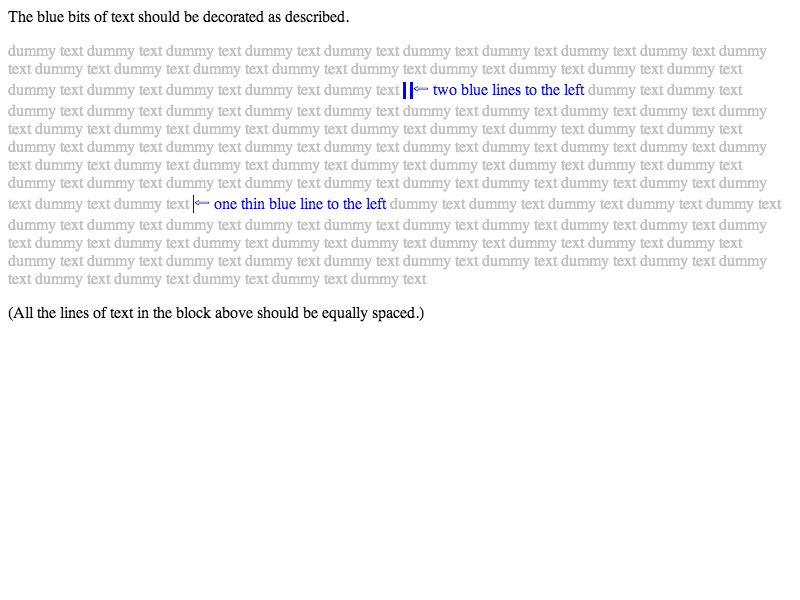 The blue bits of text should be decorated as described.
dummy text dummy text dummy text dummy text dummy text dummy text dummy text dummy text dummy text dummy
text dummy text dummy text dummy text dummy text dummy text dummy text dummy text dummy text dummy text
dummy text dummy text dummy text dummy text dummy text ⇦ two blue lines to the left dummy text dummy text
dummy text dummy text dummy text dummy text dummy text dummy text dummy text dummy text dummy text dummy
text dummy text dummy text dummy text dummy text dummy text dummy text dummy text dummy text dummy text
dummy text dummy text dummy text dummy text dummy text dummy text dummy text dummy text dummy text dummy
text dummy text dummy text dummy text dummy text dummy text dummy text dummy text dummy text dummy text
dummy text dummy text dummy text dummy text dummy text dummy text dummy text dummy text dummy text dummy
text dummy text dummy text ⇦ one thin blue line to the left dummy text dummy text dummy text dummy text dummy text
dummy text dummy text dummy text dummy text dummy text dummy text dummy text dummy text dummy text dummy
text dummy text dummy text dummy text dummy text dummy text dummy text dummy text dummy text dummy text
dummy text dummy text dummy text dummy text dummy text dummy text dummy text dummy text dummy text dummy
text dummy text dummy text dummy text dummy text dummy text
(All the lines of text in the block above should be equally spaced.)